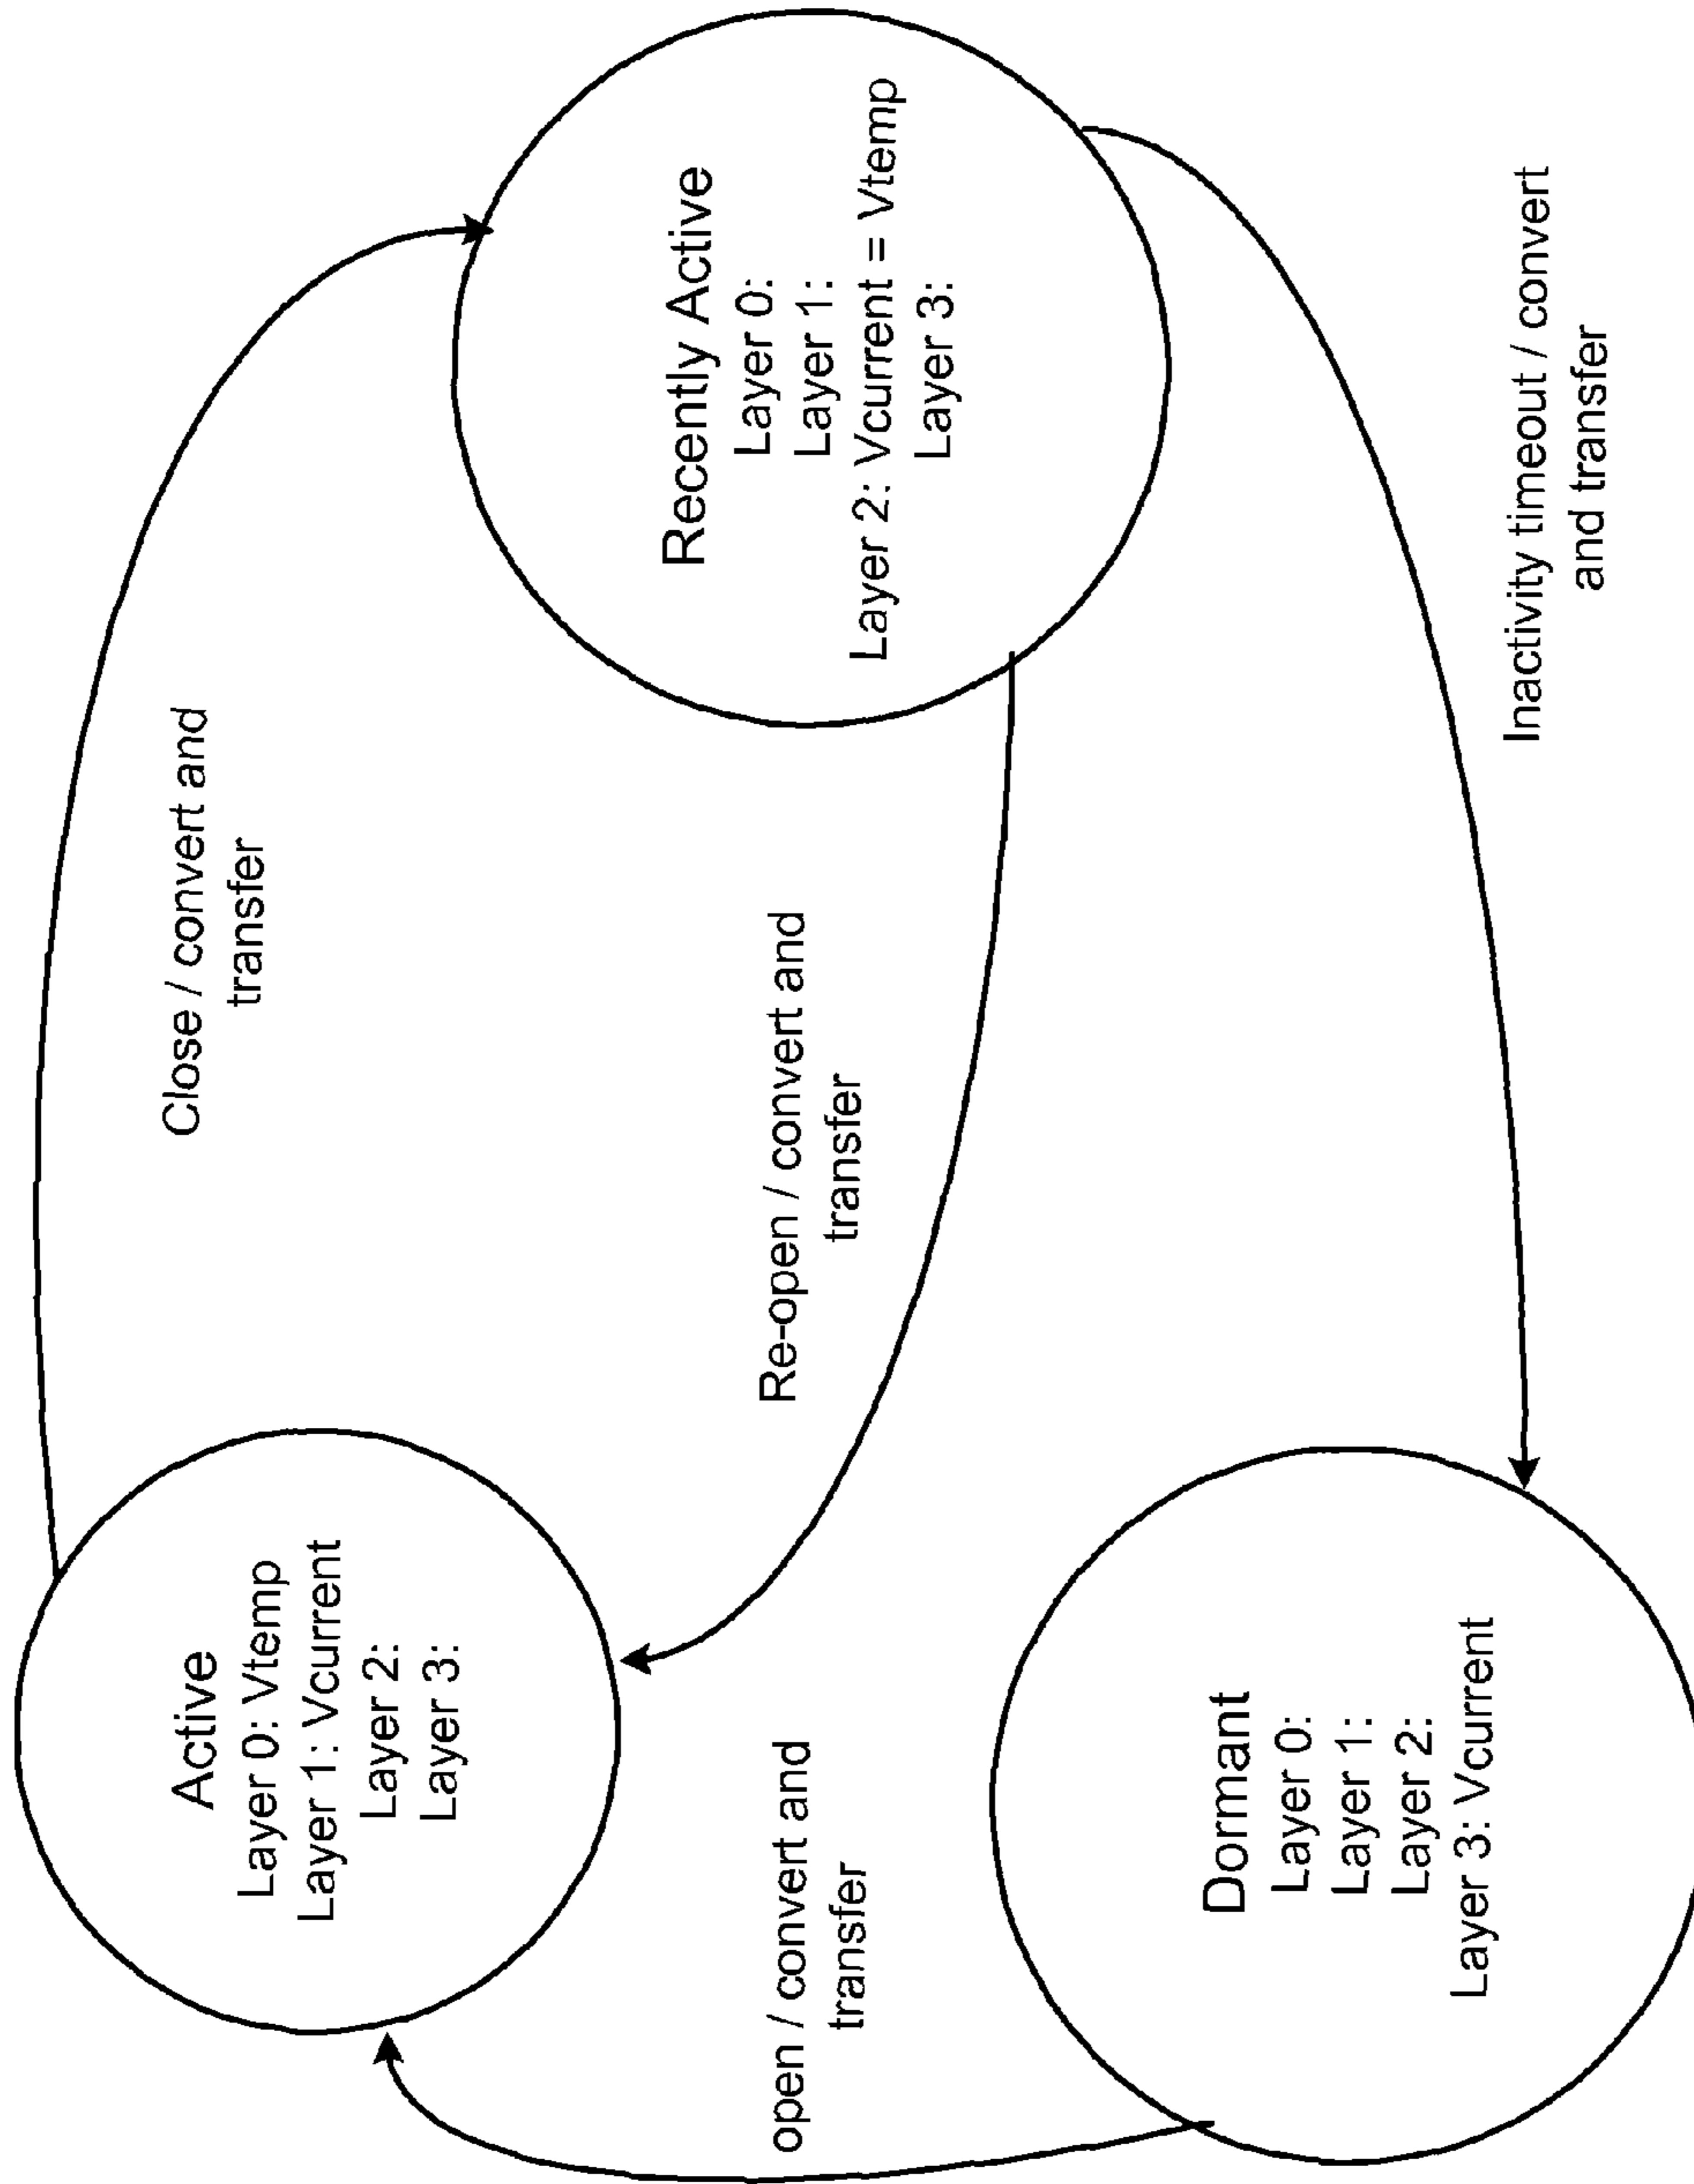 Active
Layer 0: Vtemp
Layer 1: Vcurrent
Layer 2:
Layer 3:
Close / convert and
transfer
Recently Active
Layer 0:
Layer 1:
Layer 2: Vcurrent = Vtemp
Layer 3:
Re-open / convert and
transfer
open / convert and
transfer
Dormant
Layer 0:
Layer 1:
Layer 2:
Layer 3: Vcurrent
Inactivity timeout / convert
and transfer